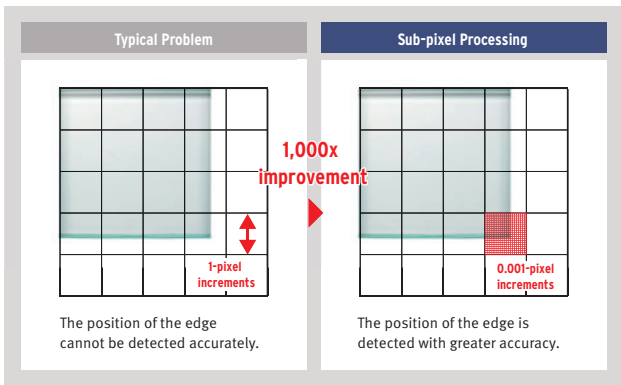 Typical Problem
Sub-pixel Processing
1,000x
improvement
1-pixel
increments
0.001-pixel
increments
The position of the edge
cannot be detected accurately.
The position of the edge is
detected with greater accuracy.